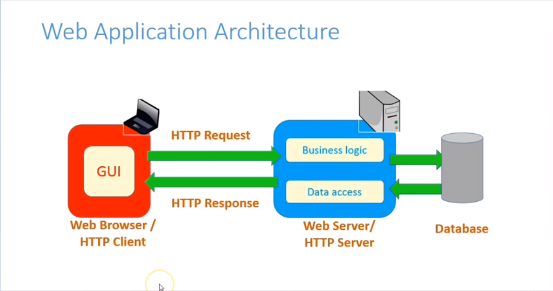 Web Application Architecture
HTTP Request
Business logic
GUI
Data access
HTTP Response
Web Browser /
HTTP Client
Web Server/
HTTP Server
Database